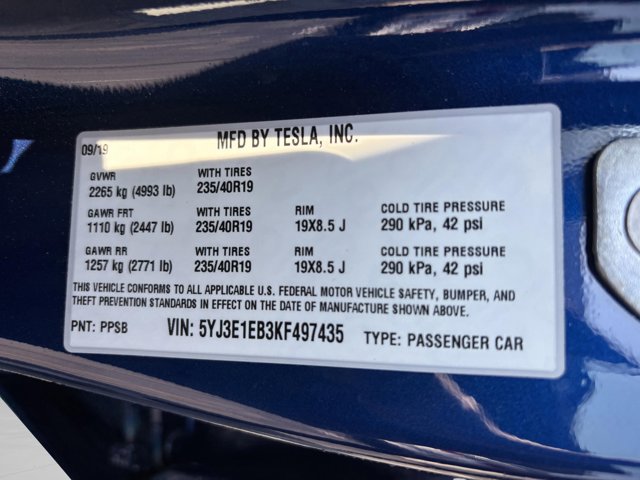 MFD BY TESLA, INC.
09/19
GVWR
2265 kg (4993 lb)
WITH TIRES
235/40R19
GAWR FRT
1110 kg (2447 lb)
WITH TIRES
235/40R19
RIM
19X8.5 J
COLD TIRE PRESSURE
290 kPa, 42 psi
GAWR RR
1257 kg (2771 lb)
WITH TIRES
235/40R19
RIM
19X8.5 J
COLD TIRE PRESSURE
290 kPa, 42 psi
THIS VEHICLE CONFORMS TO ALL APPLICABLE U.S. FEDERAL MOTOR VEHICLE SAFETY, BUMPER, AND
THEFT PREVENTION STANDARDS IN EFFECT ON THE DATE OF MANUFACTURE SHOWN ABOVE.
PNT: PPSB
VIN: 5YJ3E1EB3KF497435
TYPE: PASSENGER CAR